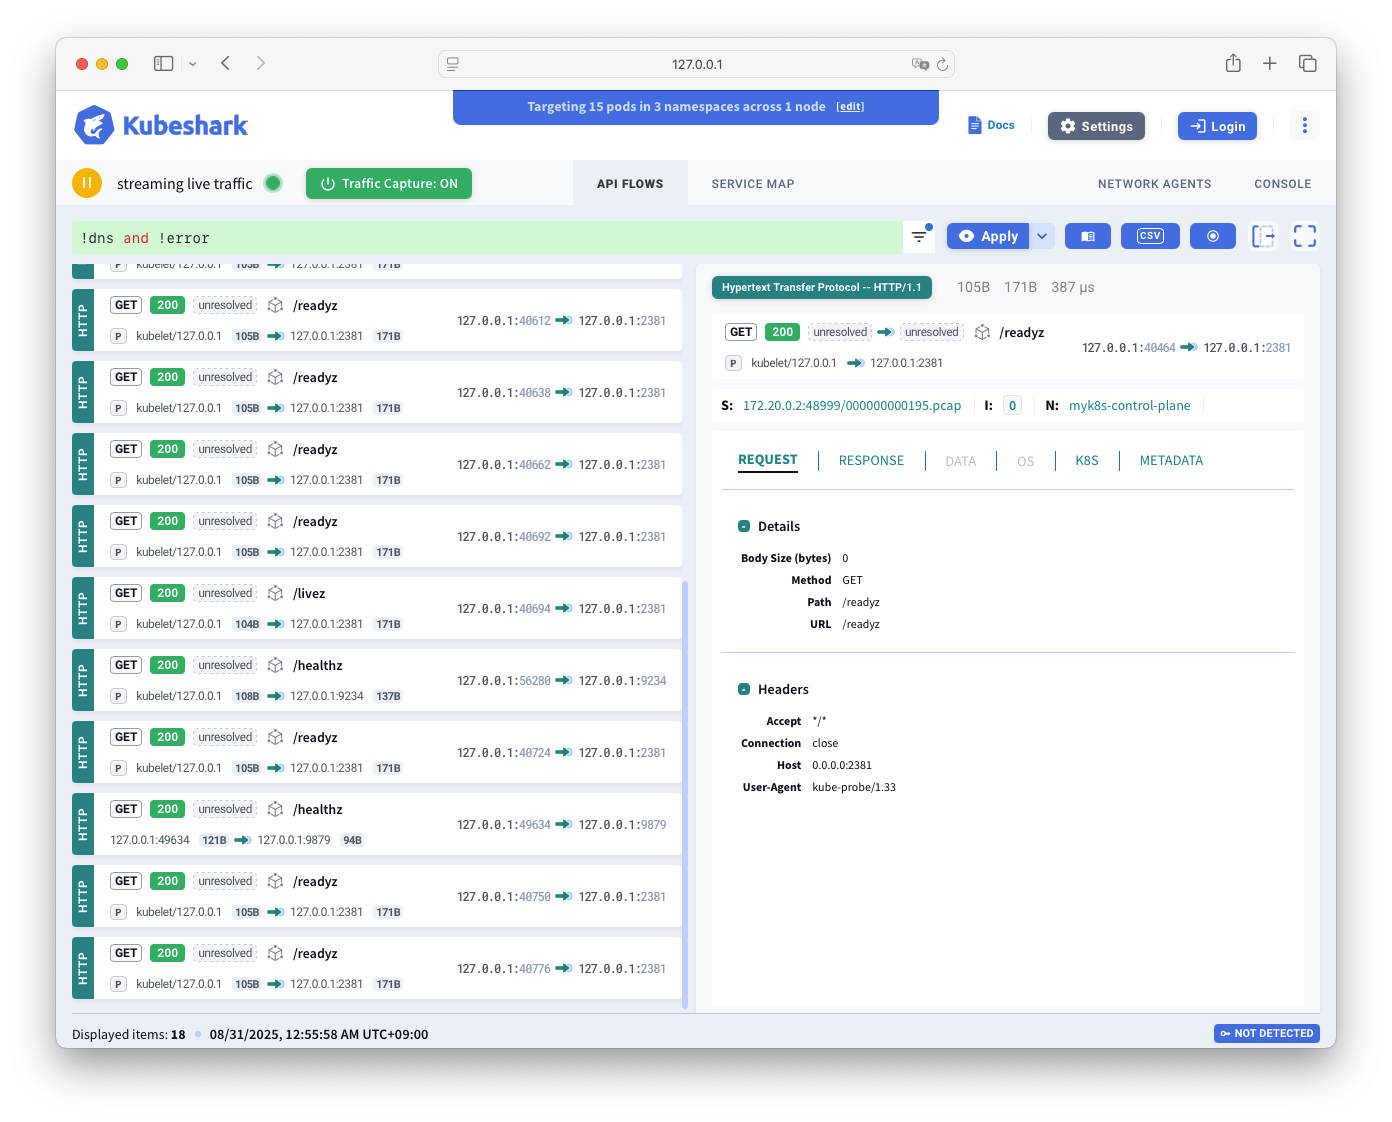 127.0.0.1
Kubeshark
Targeting 15 pods in 3 namespaces across 1 node [edit]
Docs
Settings
Login
streaming live traffic
Traffic Capture: ON
API FLOWS
SERVICE MAP
NETWORK AGENTS
CONSOLE
!dns and !error
Apply
CSV
P kubelet/127.0.0.1 105B 127.0.0.1:2381 171B
HTTP
GET 200 unresolved /readyz
127.0.0.1:40612 127.0.0.1:2381
P kubelet/127.0.0.1 105B 127.0.0.1:2381 171B
HTTP
GET 200 unresolved /readyz
127.0.0.1:40638 127.0.0.1:2381
P kubelet/127.0.0.1 105B 127.0.0.1:2381 171B
HTTP
GET 200 unresolved /readyz
127.0.0.1:40662 127.0.0.1:2381
P kubelet/127.0.0.1 105B 127.0.0.1:2381 171B
HTTP
GET 200 unresolved /readyz
127.0.0.1:40692 127.0.0.1:2381
P kubelet/127.0.0.1 105B 127.0.0.1:2381 171B
HTTP
GET 200 unresolved /livez
127.0.0.1:40694 127.0.0.1:2381
P kubelet/127.0.0.1 104B 127.0.0.1:2381 171B
HTTP
GET 200 unresolved /healthz
127.0.0.1:56280 127.0.0.1:9234
P kubelet/127.0.0.1 108B 127.0.0.1:9234 137B
HTTP
GET 200 unresolved /readyz
127.0.0.1:40724 127.0.0.1:2381
P kubelet/127.0.0.1 105B 127.0.0.1:2381 171B
HTTP
GET 200 unresolved /healthz
127.0.0.1:49634 127.0.0.1:9879
127.0.0.1:49634 121B 127.0.0.1:9879 94B
HTTP
GET 200 unresolved /readyz
127.0.0.1:40750 127.0.0.1:2381
P kubelet/127.0.0.1 105B 127.0.0.1:2381 171B
HTTP
GET 200 unresolved /readyz
127.0.0.1:40776 127.0.0.1:2381
P kubelet/127.0.0.1 105B 127.0.0.1:2381 171B
Hypertext Transfer Protocol -- HTTP/1.1 105B 171B 387 µs
GET 200 unresolved unresolved /readyz
127.0.0.1:40464 127.0.0.1:2381
P kubelet/127.0.0.1 127.0.0.1:2381
S: 172.20.0.2:48999/000000000195.pcap I: 0 N: myk8s-control-plane
REQUEST RESPONSE DATA OS K8S METADATA
- Details
Body Size (bytes) 0
Method GET
Path /readyz
URL /readyz
- Headers
Accept */*
Connection close
Host 0.0.0.0:2381
User-Agent kube-probe/1.33
Displayed items: 18 08/31/2025, 12:55:58 AM UTC+09:00
NOT DETECTED